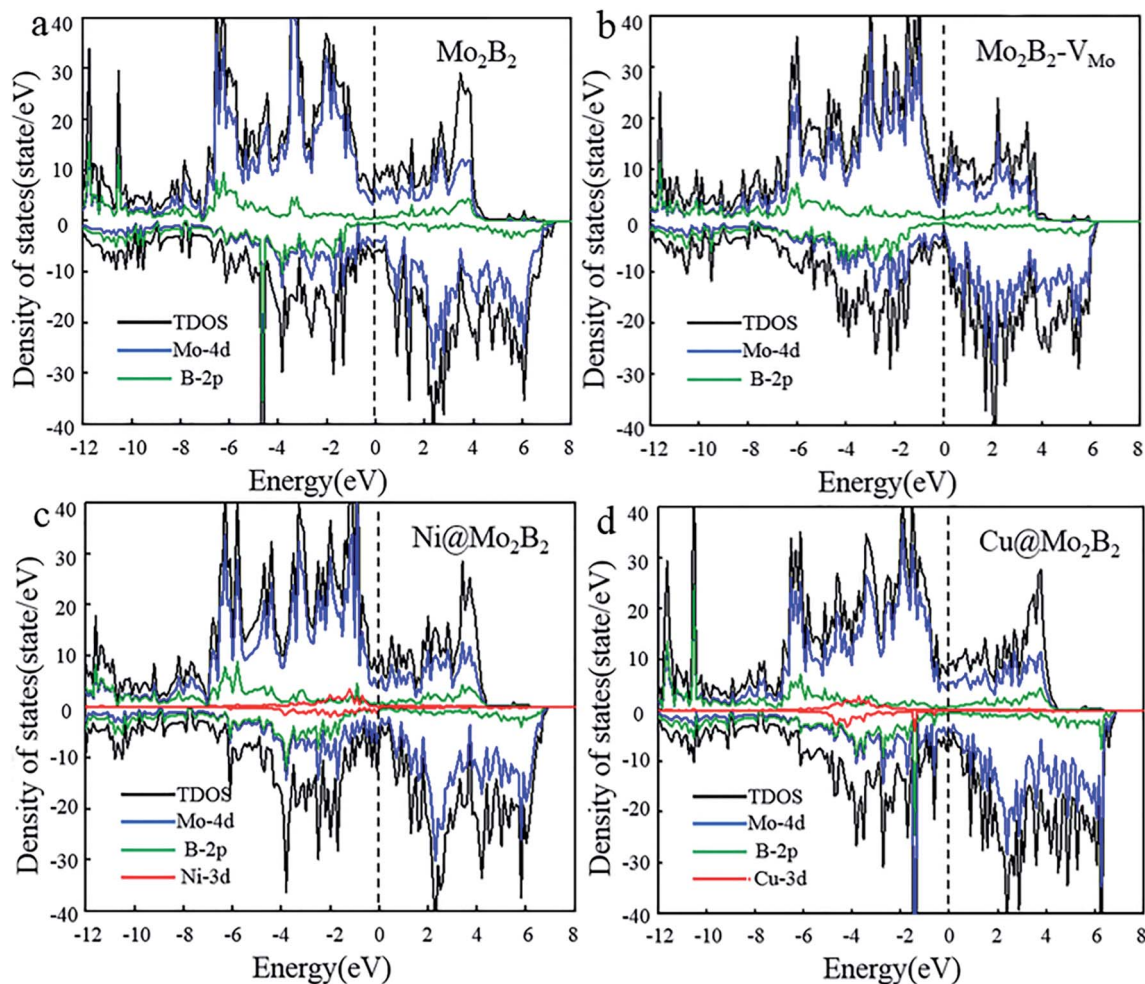 a
Mo₂B₂
Density of states(state/eV)
40
30
20
10
0
-10
-20
-30
-40
TDOS
Mo-4d
B-2p
-12 -10 -8 -6 -4 -2 0 2 4 6 8
Energy(eV)
b
Mo₂B₂-V_Mo
Density of states(state/eV)
40
30
20
10
0
-10
-20
-30
-40
TDOS
Mo-4d
B-2p
-12 -10 -8 -6 -4 -2 0 2 4 6 8
Energy(eV)
c
Ni@Mo₂B₂
Density of states(state/eV)
40
30
20
10
0
-10
-20
-30
-40
TDOS
Mo-4d
B-2p
Ni-3d
-12 -10 -8 -6 -4 -2 0 2 4 6 8
Energy(eV)
d
Cu@Mo₂B₂
Density of states(state/eV)
40
30
20
10
0
-10
-20
-30
-40
TDOS
Mo-4d
B-2p
Cu-3d
-12 -10 -8 -6 -4 -2 0 2 4 6 8
Energy(eV)